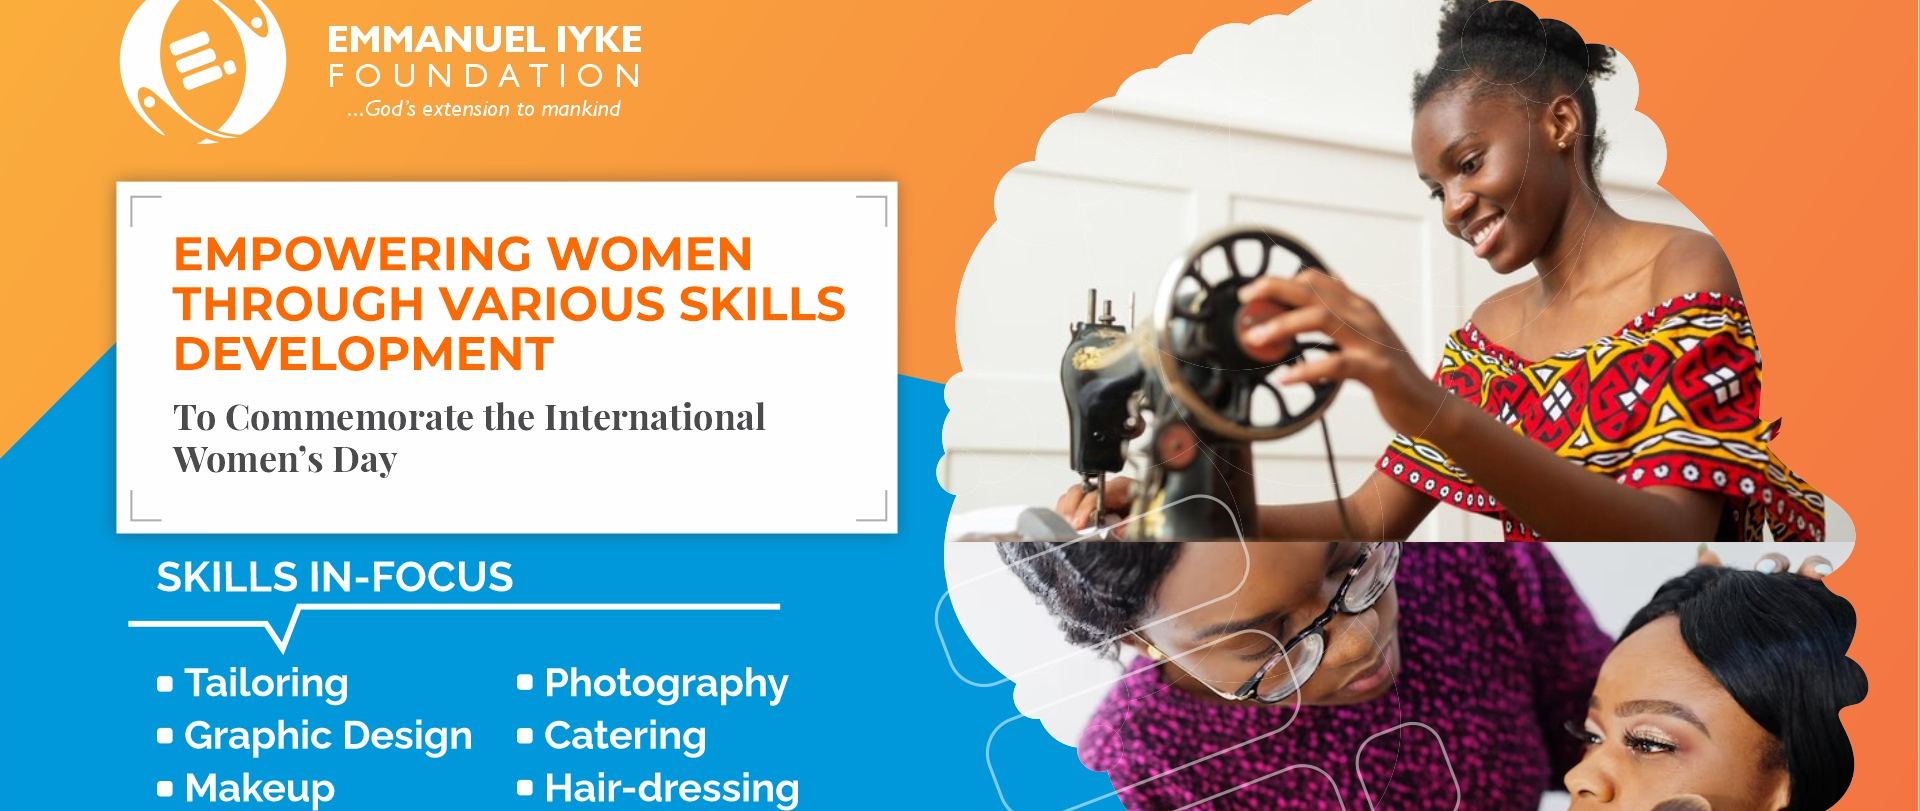 EMMANUEL IYKE
FOUNDATION
...God's extension to mankind
EMPOWERING WOMEN
THROUGH VARIOUS SKILLS
DEVELOPMENT
To Commemorate the International
Women's Day
SKILLS IN-FOCUS
Tailoring
Graphic Design
Makeup
Photography
Catering
Hair-dressing